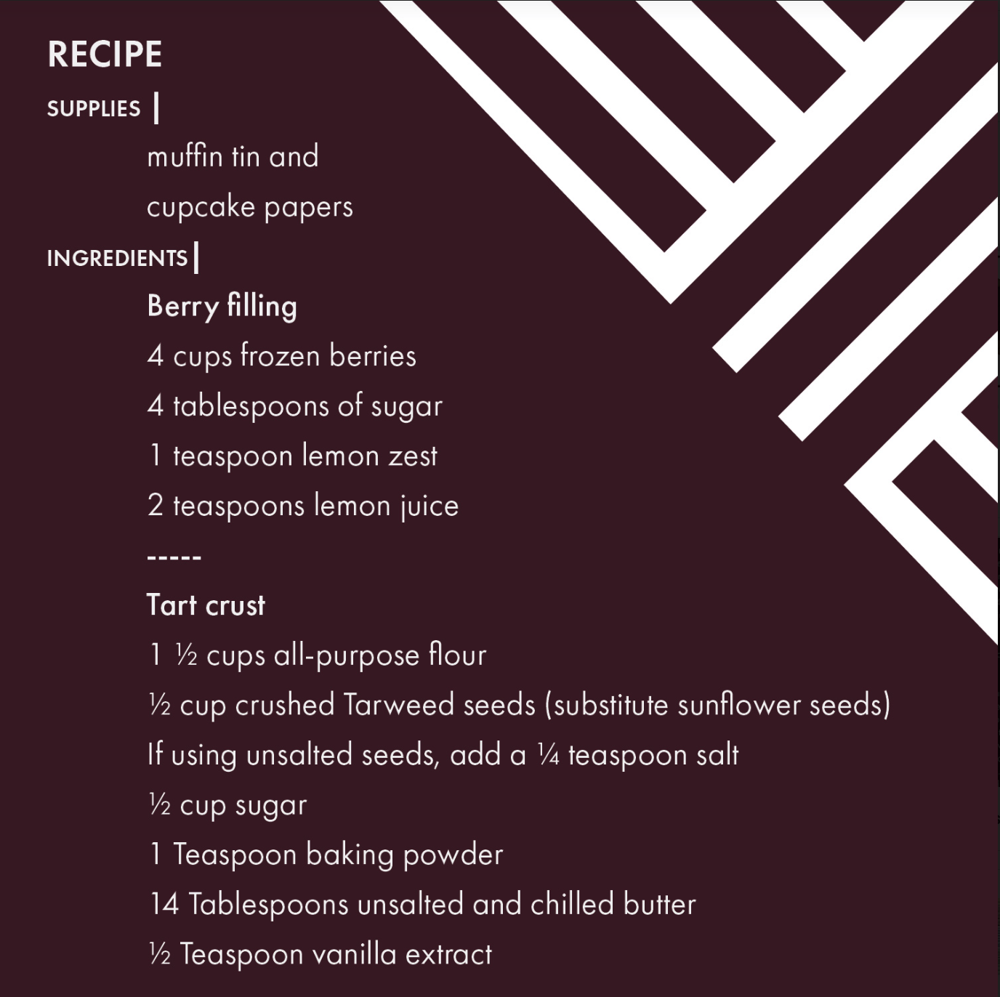 RECIPE
SUPPLIES |
muffin tin and
cupcake papers
INGREDIENTS|
Berry filling
4 cups frozen berries
4 tablespoons of sugar
1 teaspoon lemon zest
2 teaspoons lemon juice
-----
Tart crust
1 ½ cups all-purpose flour
½ cup crushed Tarweed seeds (substitute sunflower seeds)
If using unsalted seeds, add a ¼ teaspoon salt
½ cup sugar
1 Teaspoon baking powder
14 Tablespoons unsalted and chilled butter
½ Teaspoon vanilla extract